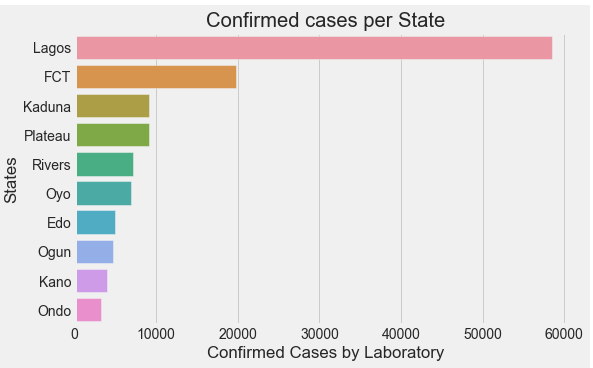 Confirmed cases per State
States
Lagos
FCT
Kaduna
Plateau
Rivers
Oyo
Edo
Ogun
Kano
Ondo
0 10000 20000 30000 40000 50000 60000
Confirmed Cases by Laboratory